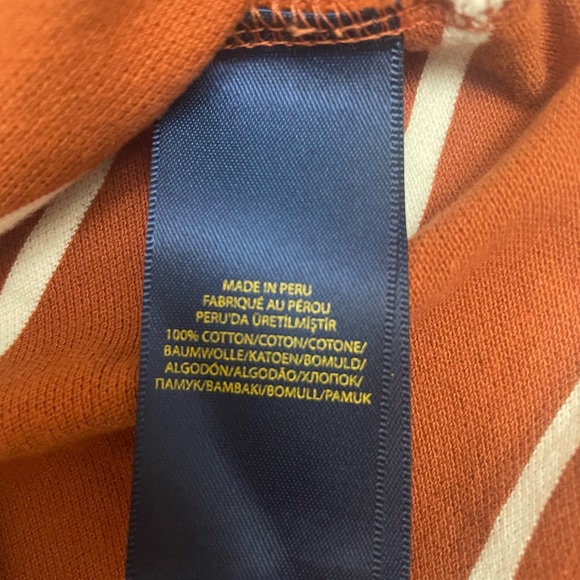 MADE IN PERU
FABRIQUÉ AU PÉROU
PERU'DA ÜRETİLMİŞTİR
100% COTTON/COTON/COTONE/
BAUMWOLLE/KATOEN/BOMULD/
ALGODÓN/ALGODÃO/ХЛОПОК/
ПАМУК/BAMBAKI/BOMULL/PAMUK